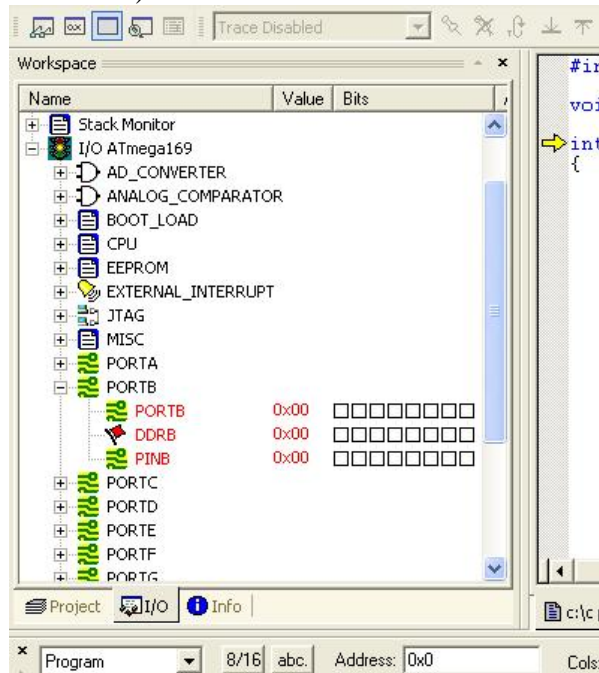 Trace Disabled
Workspace
Name Value Bits
Stack Monitor
I/O ATmega169
AD_CONVERTER
ANALOG_COMPARATOR
BOOT_LOAD
CPU
EEPROM
EXTERNAL_INTERRUPT
JTAG
MISC
PORTA
PORTB
PORTB 0x00
DDRB 0x00
PINB 0x00
PORTC
PORTD
PORTE
PORTF
PORTG
Project I/O Info
Program 8/16 abc. Address: 0x0 Cols:
#in
voi
int
{
c:\c